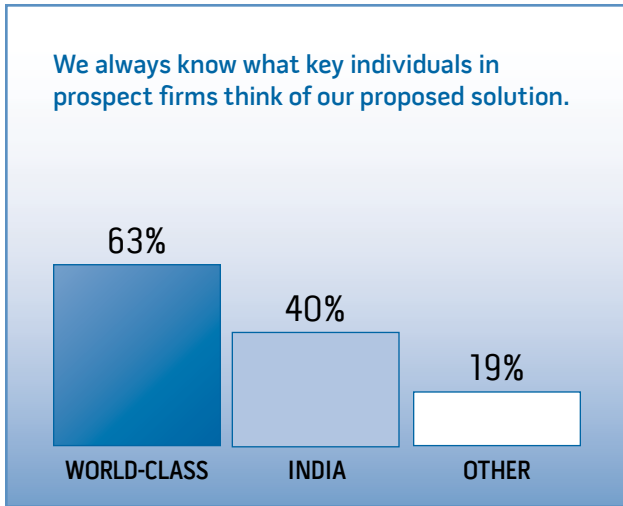 We always know what key individuals in
prospect firms think of our proposed solution.
63%
40%
19%
WORLD-CLASS
INDIA
OTHER